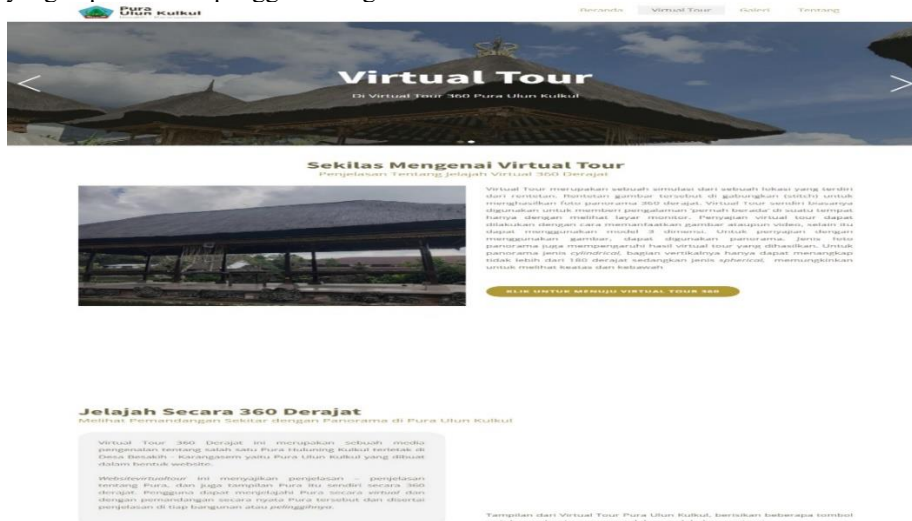 Pura
Ulun Kulkul
Beranda Virtual Tour Galeri Tentang
Virtual Tour
Di Virtual Tour 360 Pura Ulun Kulkul
Sekilas Mengenai Virtual Tour
Penjelasan Tentang Jelajah Virtual 360 Derajat
Virtual Tour merupakan sebuah simulasi dari sebuah lokasi yang terdiri
dari rentetan. Rentetan gambar tersebut di gabungkan (stitch) untuk
menghasilkan foto panorama 360 derajat. Virtual Tour sendiri biasanya
digunakan untuk memberi pengalaman 'pernah berada' di suatu tempat
hanya dengan melihat layar monitor. Penyajian virtual tour dapat
dilakukan dengan cara memanfaatkan gambar ataupun video, selain itu
dapat menggunakan model 3 dimensi. Untuk penyajian dengan
menggunakan gambar, dapat digunakan panorama. Jenis foto
panorama juga mempengaruhi hasil virtual tour yang dihasilkan. Untuk
panorama jenis cylindrical, bagian vertikalnya hanya dapat menangkap
tidak lebih dari 180 derajat sedangkan jenis spherical, memungkinkan
untuk melihat keatas dan kebawah
KLIK UNTUK MENUJU VIRTUAL TOUR 360
Jelajah Secara 360 Derajat
Melihat Pemandangan Sekitar dengan Panorama di Pura Ulun Kulkul
Virtual Tour 360 Derajat ini merupakan sebuah media
pengenalan tentang salah satu Pura Huluning Kulkul terletak di
Desa Besakih - Karangasem yaitu Pura Ulun Kulkul yang dibuat
dalam bentuk website.
Websitevirtualtour ini menyajikan penjelasan - penjelasan
tentang Pura, dan juga tampilan Pura itu sendiri secara 360
derajat. Pengguna dapat menjelajahi Pura secara virtual dan
dengan pemandangan secara nyata Pura tersebut dan disertai
penjelasan di tiap bangunan atau pelinggihnya.
Tampilan dari Virtual Tour Pura Ulun Kulkul, berisikan beberapa tombol